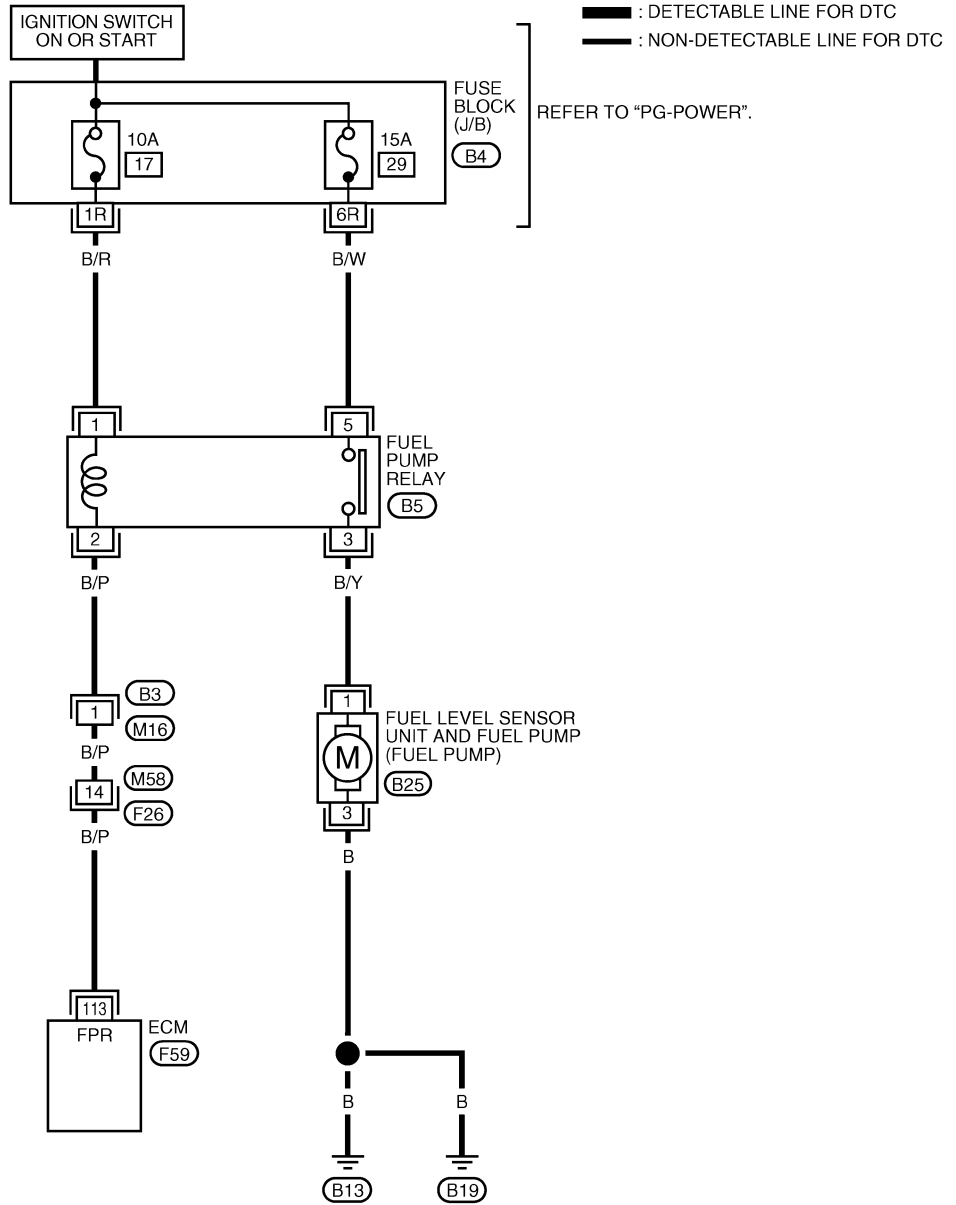 IGNITION SWITCH
ON OR START
: DETECTABLE LINE FOR DTC
: NON-DETECTABLE LINE FOR DTC
FUSE
BLOCK
(J/B)
B4
REFER TO “PG-POWER”.
10A
17
15A
29
1R
6R
B/R
B/W
1
5
FUEL
PUMP
RELAY
B5
2
3
B/P
B/Y
1
B3
M16
B/P
14
M58
F26
B/P
1
FUEL LEVEL SENSOR
UNIT AND FUEL PUMP
(FUEL PUMP)
B25
M
3
B
113
FPR
ECM
F59
B
B
B13
B19